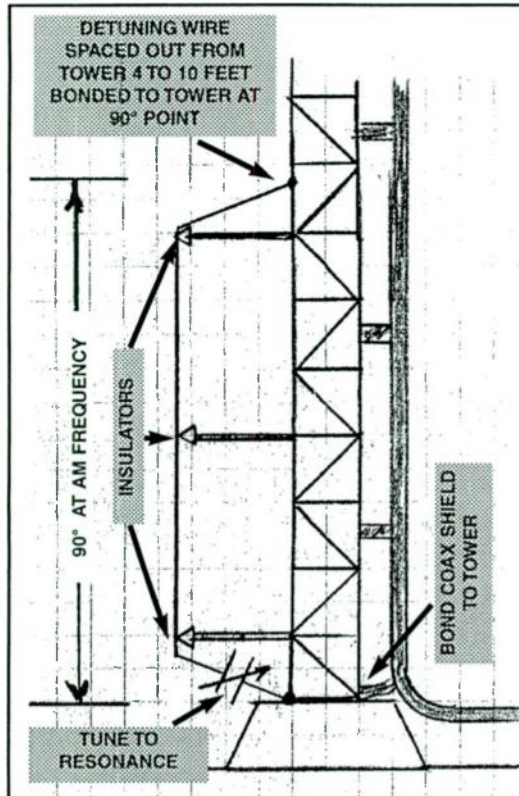 DETUNING WIRE
SPACED OUT FROM
TOWER 4 TO 10 FEET
BONDED TO TOWER AT
90° POINT
90° AT AM FREQUENCY
INSULATORS
BOND COAX SHIELD
TO TOWER
TUNE TO
RESONANCE